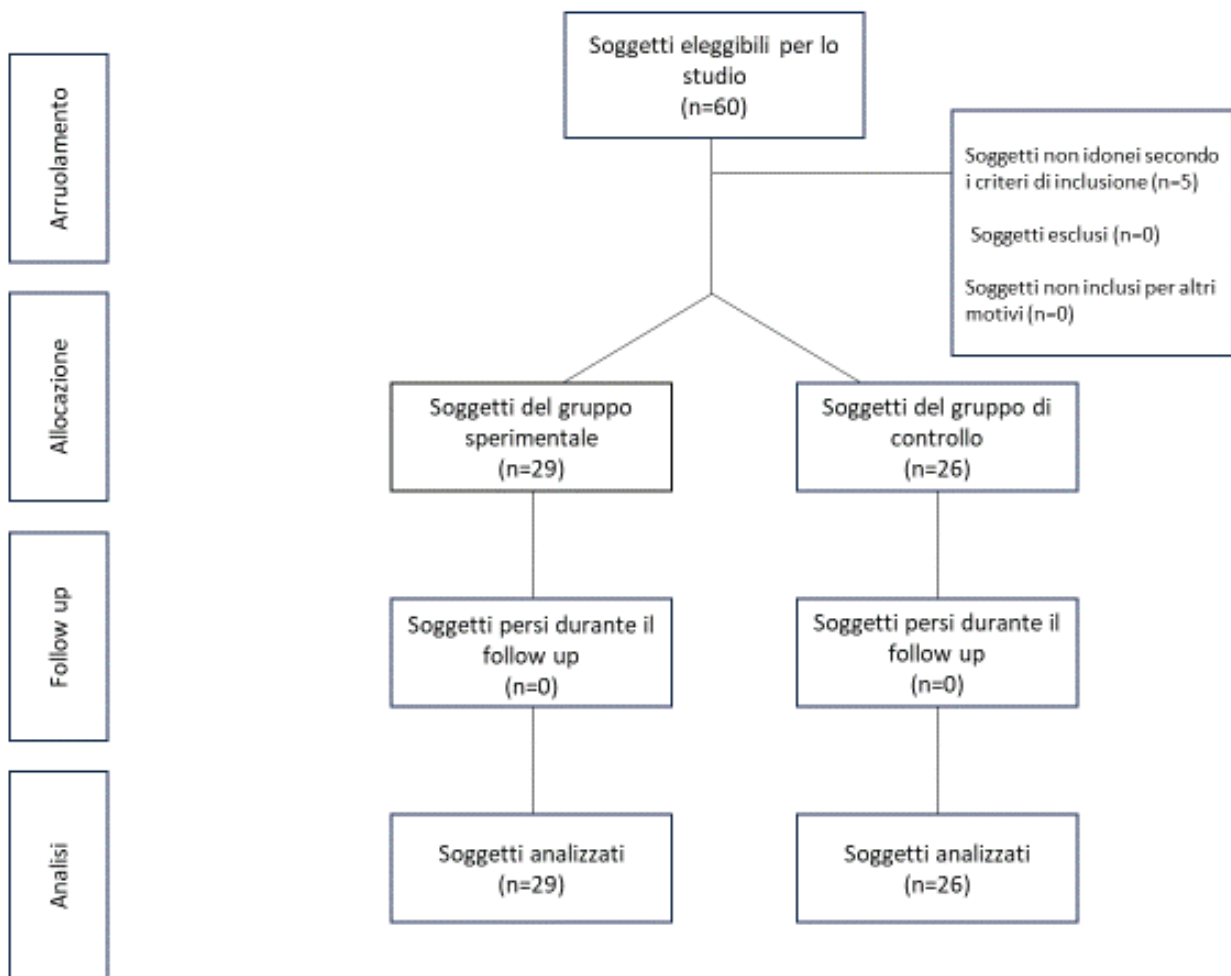 Arruolamento
Soggetti eleggibili per lo
studio
(n=60)
Soggetti non idonei secondo
i criteri di inclusione (n=5)
Soggetti esclusi (n=0)
Soggetti non inclusi per altri
motivi (n=0)
Allocazione
Soggetti del gruppo
sperimentale
(n=29)
Soggetti del gruppo di
controllo
(n=26)
Follow up
Soggetti persi durante il
follow up
(n=0)
Soggetti persi durante il
follow up
(n=0)
Analisi
Soggetti analizzati
(n=29)
Soggetti analizzati
(n=26)